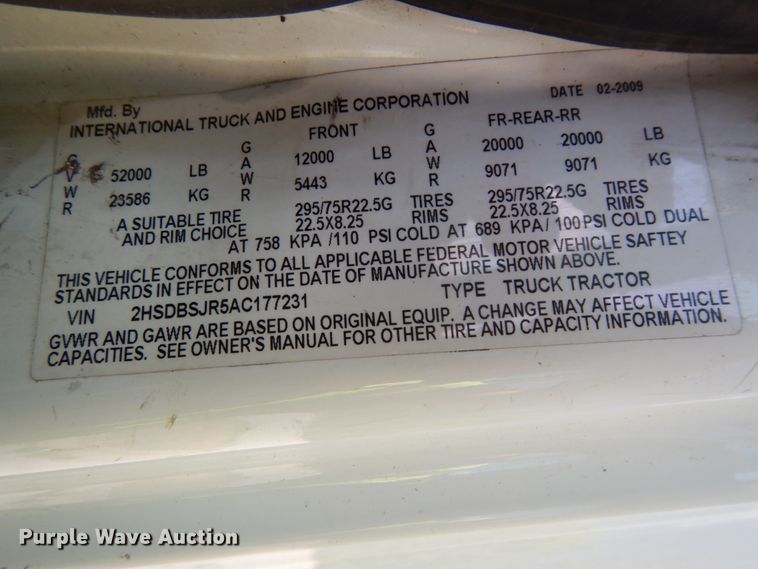 Mfd. By
INTERNATIONAL TRUCK AND ENGINE CORPORATION DATE 02-2009
FRONT FR-REAR-RR
GVWR 52000 LB GAWR 12000 LB GAWR 20000 20000 LB
23586 KG 5443 KG 9071 9071 KG
A SUITABLE TIRE 295/75R22.5G TIRES 295/75R22.5G TIRES
AND RIM CHOICE 22.5X8.25 RIMS 22.5X8.25 RIMS
AT 758 KPA /110 PSI COLD AT 689 KPA/ 100PSI COLD DUAL
THIS VEHICLE CONFORMS TO ALL APPLICABLE FEDERAL MOTOR VEHICLE SAFTEY
STANDARDS IN EFFECT ON THE DATE OF MANUFACTURE SHOWN ABOVE.
VIN 2HSDBSJR5AC177231 TYPE TRUCK TRACTOR
GVWR AND GAWR ARE BASED ON ORIGINAL EQUIP. A CHANGE MAY AFFECT VEHICLE
CAPACITIES. SEE OWNER'S MANUAL FOR OTHER TIRE AND CAPACITY INFORMATION.
Purple Wave Auction